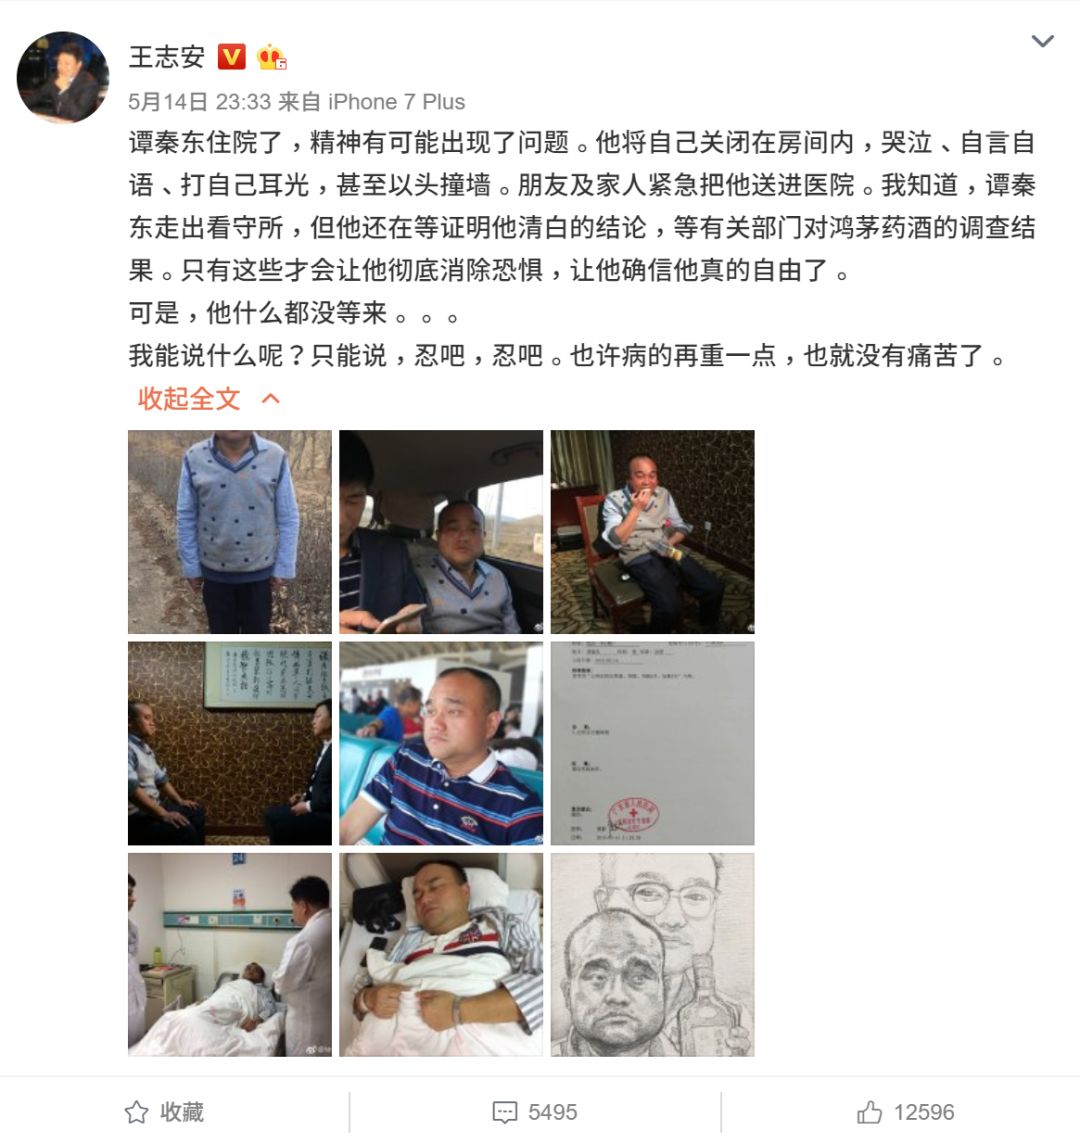 王志安
5月14日 23:33 来自 iPhone 7 Plus
谭秦东住院了，精神有可能出现了问题。他将自己关闭在房间内，哭泣、自言自
语、打自己耳光，甚至以头撞墙。朋友及家人紧急把他送进医院。我知道，谭秦
东走出看守所，但他还在等证明他清白的结论，等有关部门对鸿茅药酒的调查结
果。只有这些才会让他彻底消除恐惧，让他确信他真的自由了。
可是，他什么都没等来。。。
我能说什么呢？只能说，忍吧，忍吧。也许病的再重一点，也就没有痛苦了。
收起全文
24
收藏
5495
12596